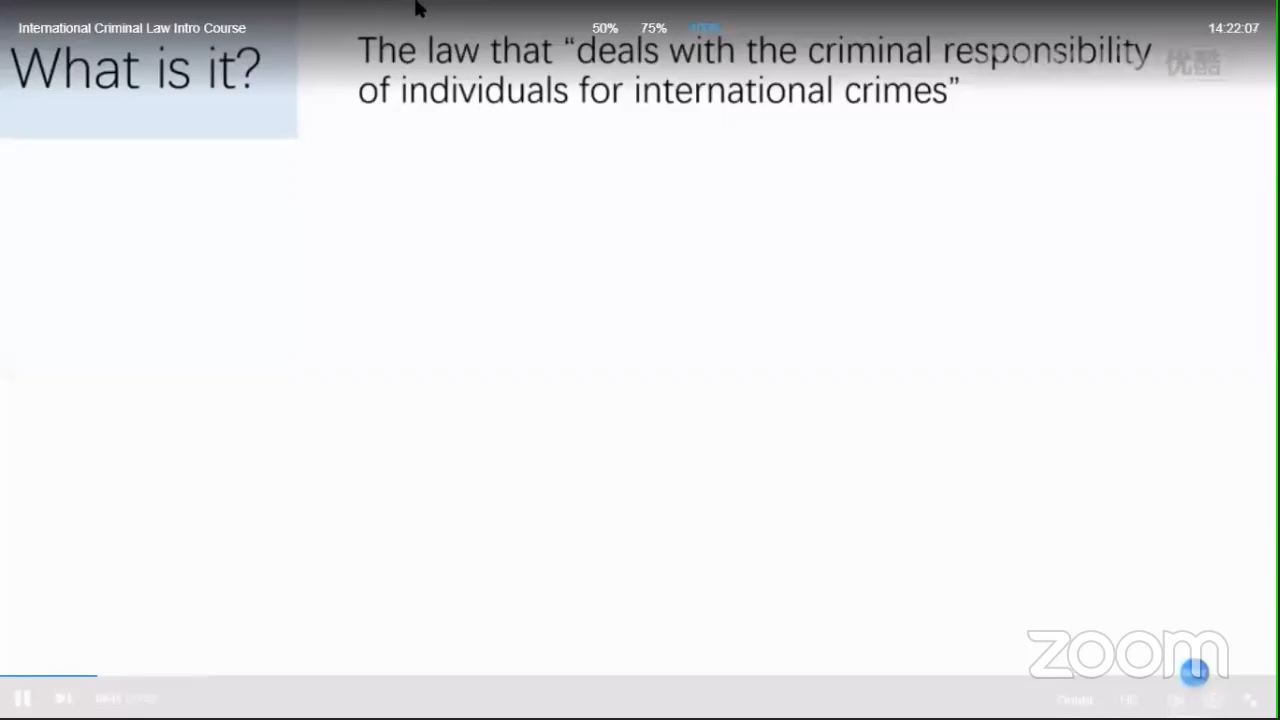 International Criminal Law Intro Course
50% 75% 100%
14:22:07
What is it?
The law that “deals with the criminal responsibility
of individuals for international crimes”
优酷
zoom